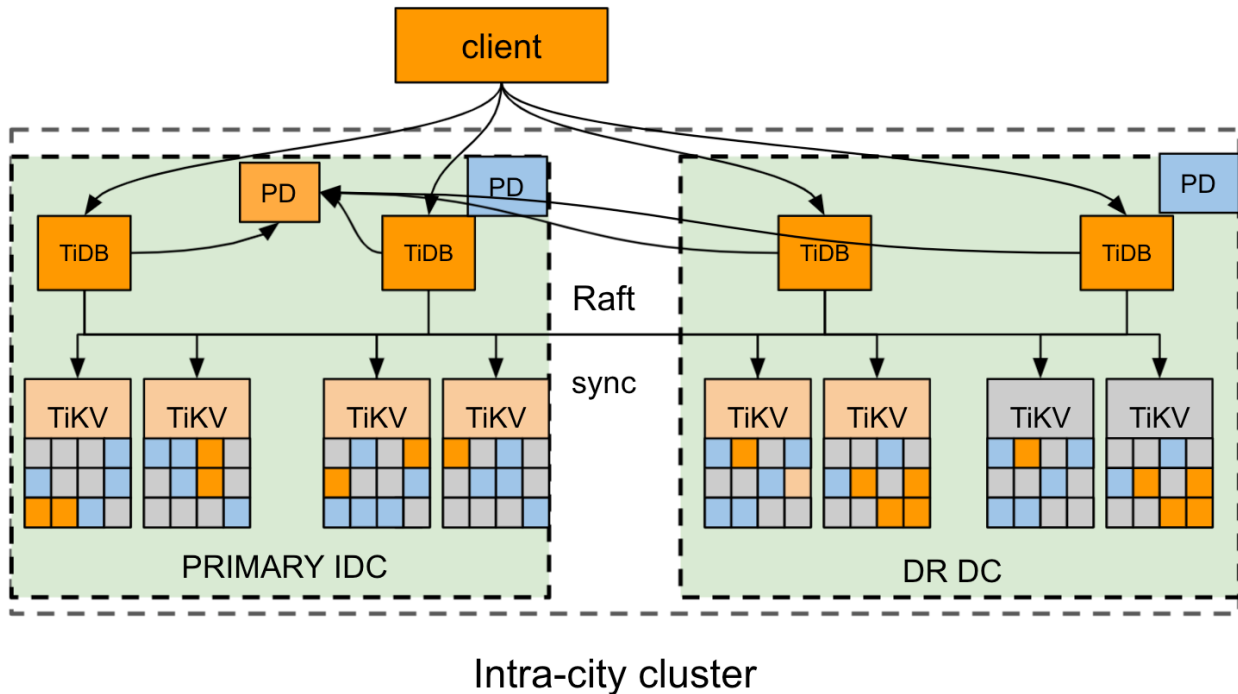 client
PD
PD
PD
TiDB
TiDB
TiDB
TiDB
Raft
sync
TiKV
TiKV
TiKV
TiKV
TiKV
TiKV
TiKV
TiKV
PRIMARY IDC
DR DC
Intra-city cluster